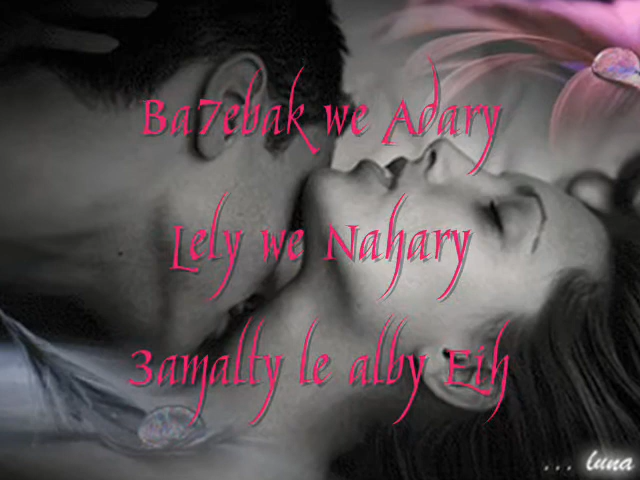 Ba7ebak we Adary
Lely we Nahary
3amalty le alby Eih
... luna